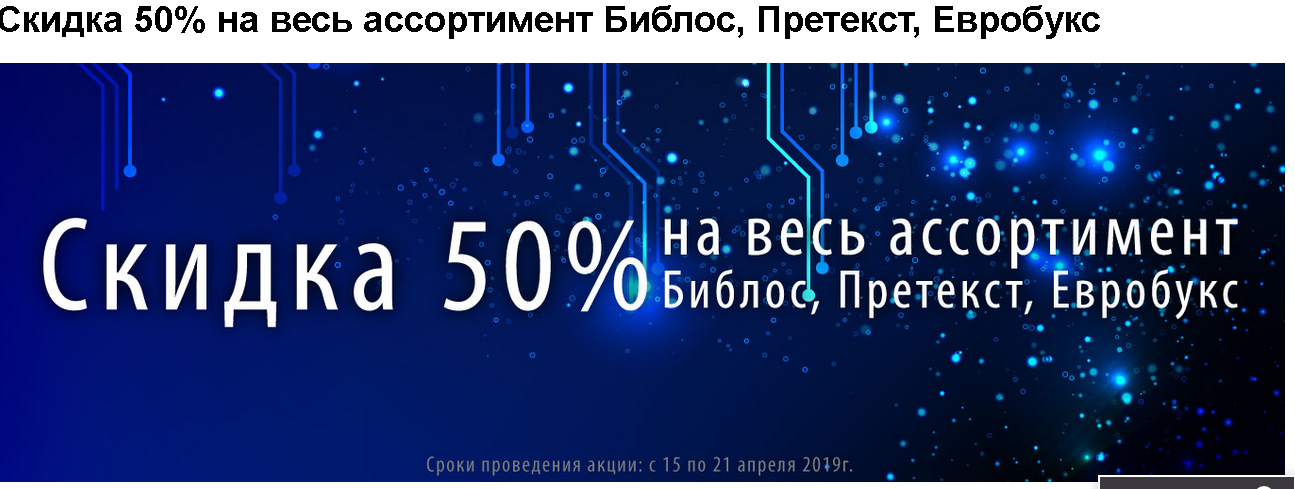 Скидка 50% на весь ассортимент Библос, Претекст, Евробукс
Скидка 50% на весь ассортимент
Библос, Претекст, Евробукс
Сроки проведения акции: с 15 по 21 апреля 2019г.